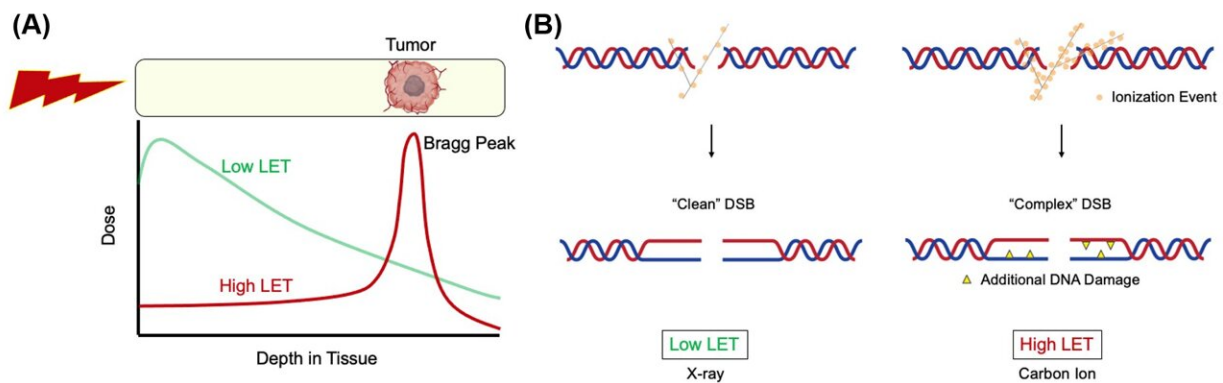 (A)
Tumor
Bragg Peak
Low LET
High LET
Dose
Depth in Tissue
(B)
Ionization Event
“Clean” DSB
“Complex” DSB
Additional DNA Damage
Low LET
High LET
X-ray
Carbon Ion